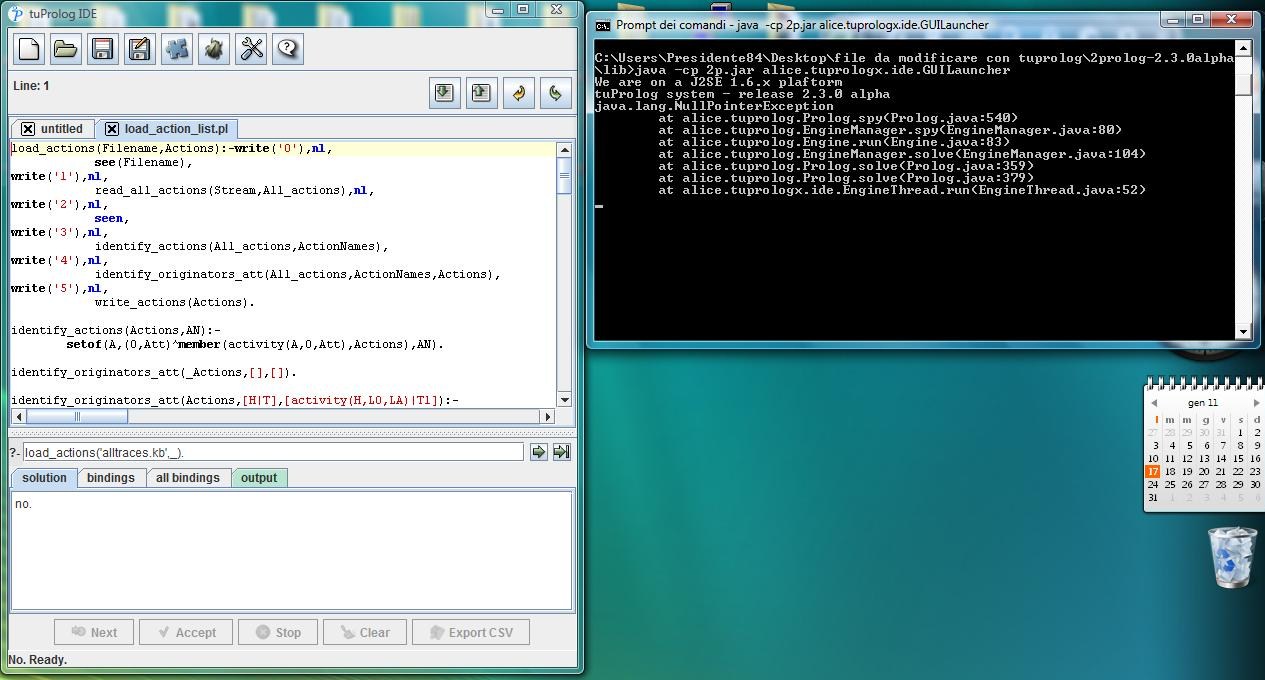 tuProlog IDE
Line: 1
untitled
load_action_list.pl
load_actions(Filename,Actions):-write('0'),nl,
see(Filename),
write('1'),nl,
read_all_actions(Stream,All_actions),nl,
write('2'),nl,
seen,
write('3'),nl,
identify_actions(All_actions,ActionNames),
write('4'),nl,
identify_originators_att(All_actions,ActionNames,Actions),
write('5'),nl,
write_actions(Actions).
identify_actions(Actions,AN):-
setof(A,(O,Att)^member(activity(A,O,Att),Actions),AN).
identify_originators_att(_Actions,[],[]).
identify_originators_att(Actions,[H|T],[activity(H,LO,LA)|T1]):-
?- load_actions('alltraces.kb',_).
solution
bindings
all bindings
output
no.
Next
Accept
Stop
Clear
Export CSV
No. Ready.
Prompt dei comandi - java -cp 2p.jar alice.tuprologx.ide.GUILauncher
C:\Users\Presidente84\Desktop\file da modificare con tuprolog\2prolog-2.3.0alpha
\lib>java -cp 2p.jar alice.tuprologx.ide.GUILauncher
We are on a J2SE 1.6.x plaftorm
tuProlog system - release 2.3.0 alpha
java.lang.NullPointerException
at alice.tuprolog.Prolog.spy(Prolog.java:540)
at alice.tuprolog.EngineManager.spy(EngineManager.java:80)
at alice.tuprolog.Engine.run(Engine.java:83)
at alice.tuprolog.EngineManager.solve(EngineManager.java:104)
at alice.tuprolog.Prolog.solve(Prolog.java:359)
at alice.tuprolog.Prolog.solve(Prolog.java:379)
at alice.tuprologx.ide.EngineThread.run(EngineThread.java:52)
gen 11
l m m g v s d
27 28 29 30 31 1 2
3 4 5 6 7 8 9
10 11 12 13 14 15 16
17 18 19 20 21 22 23
24 25 26 27 28 29 30
31 1 2 3 4 5 6